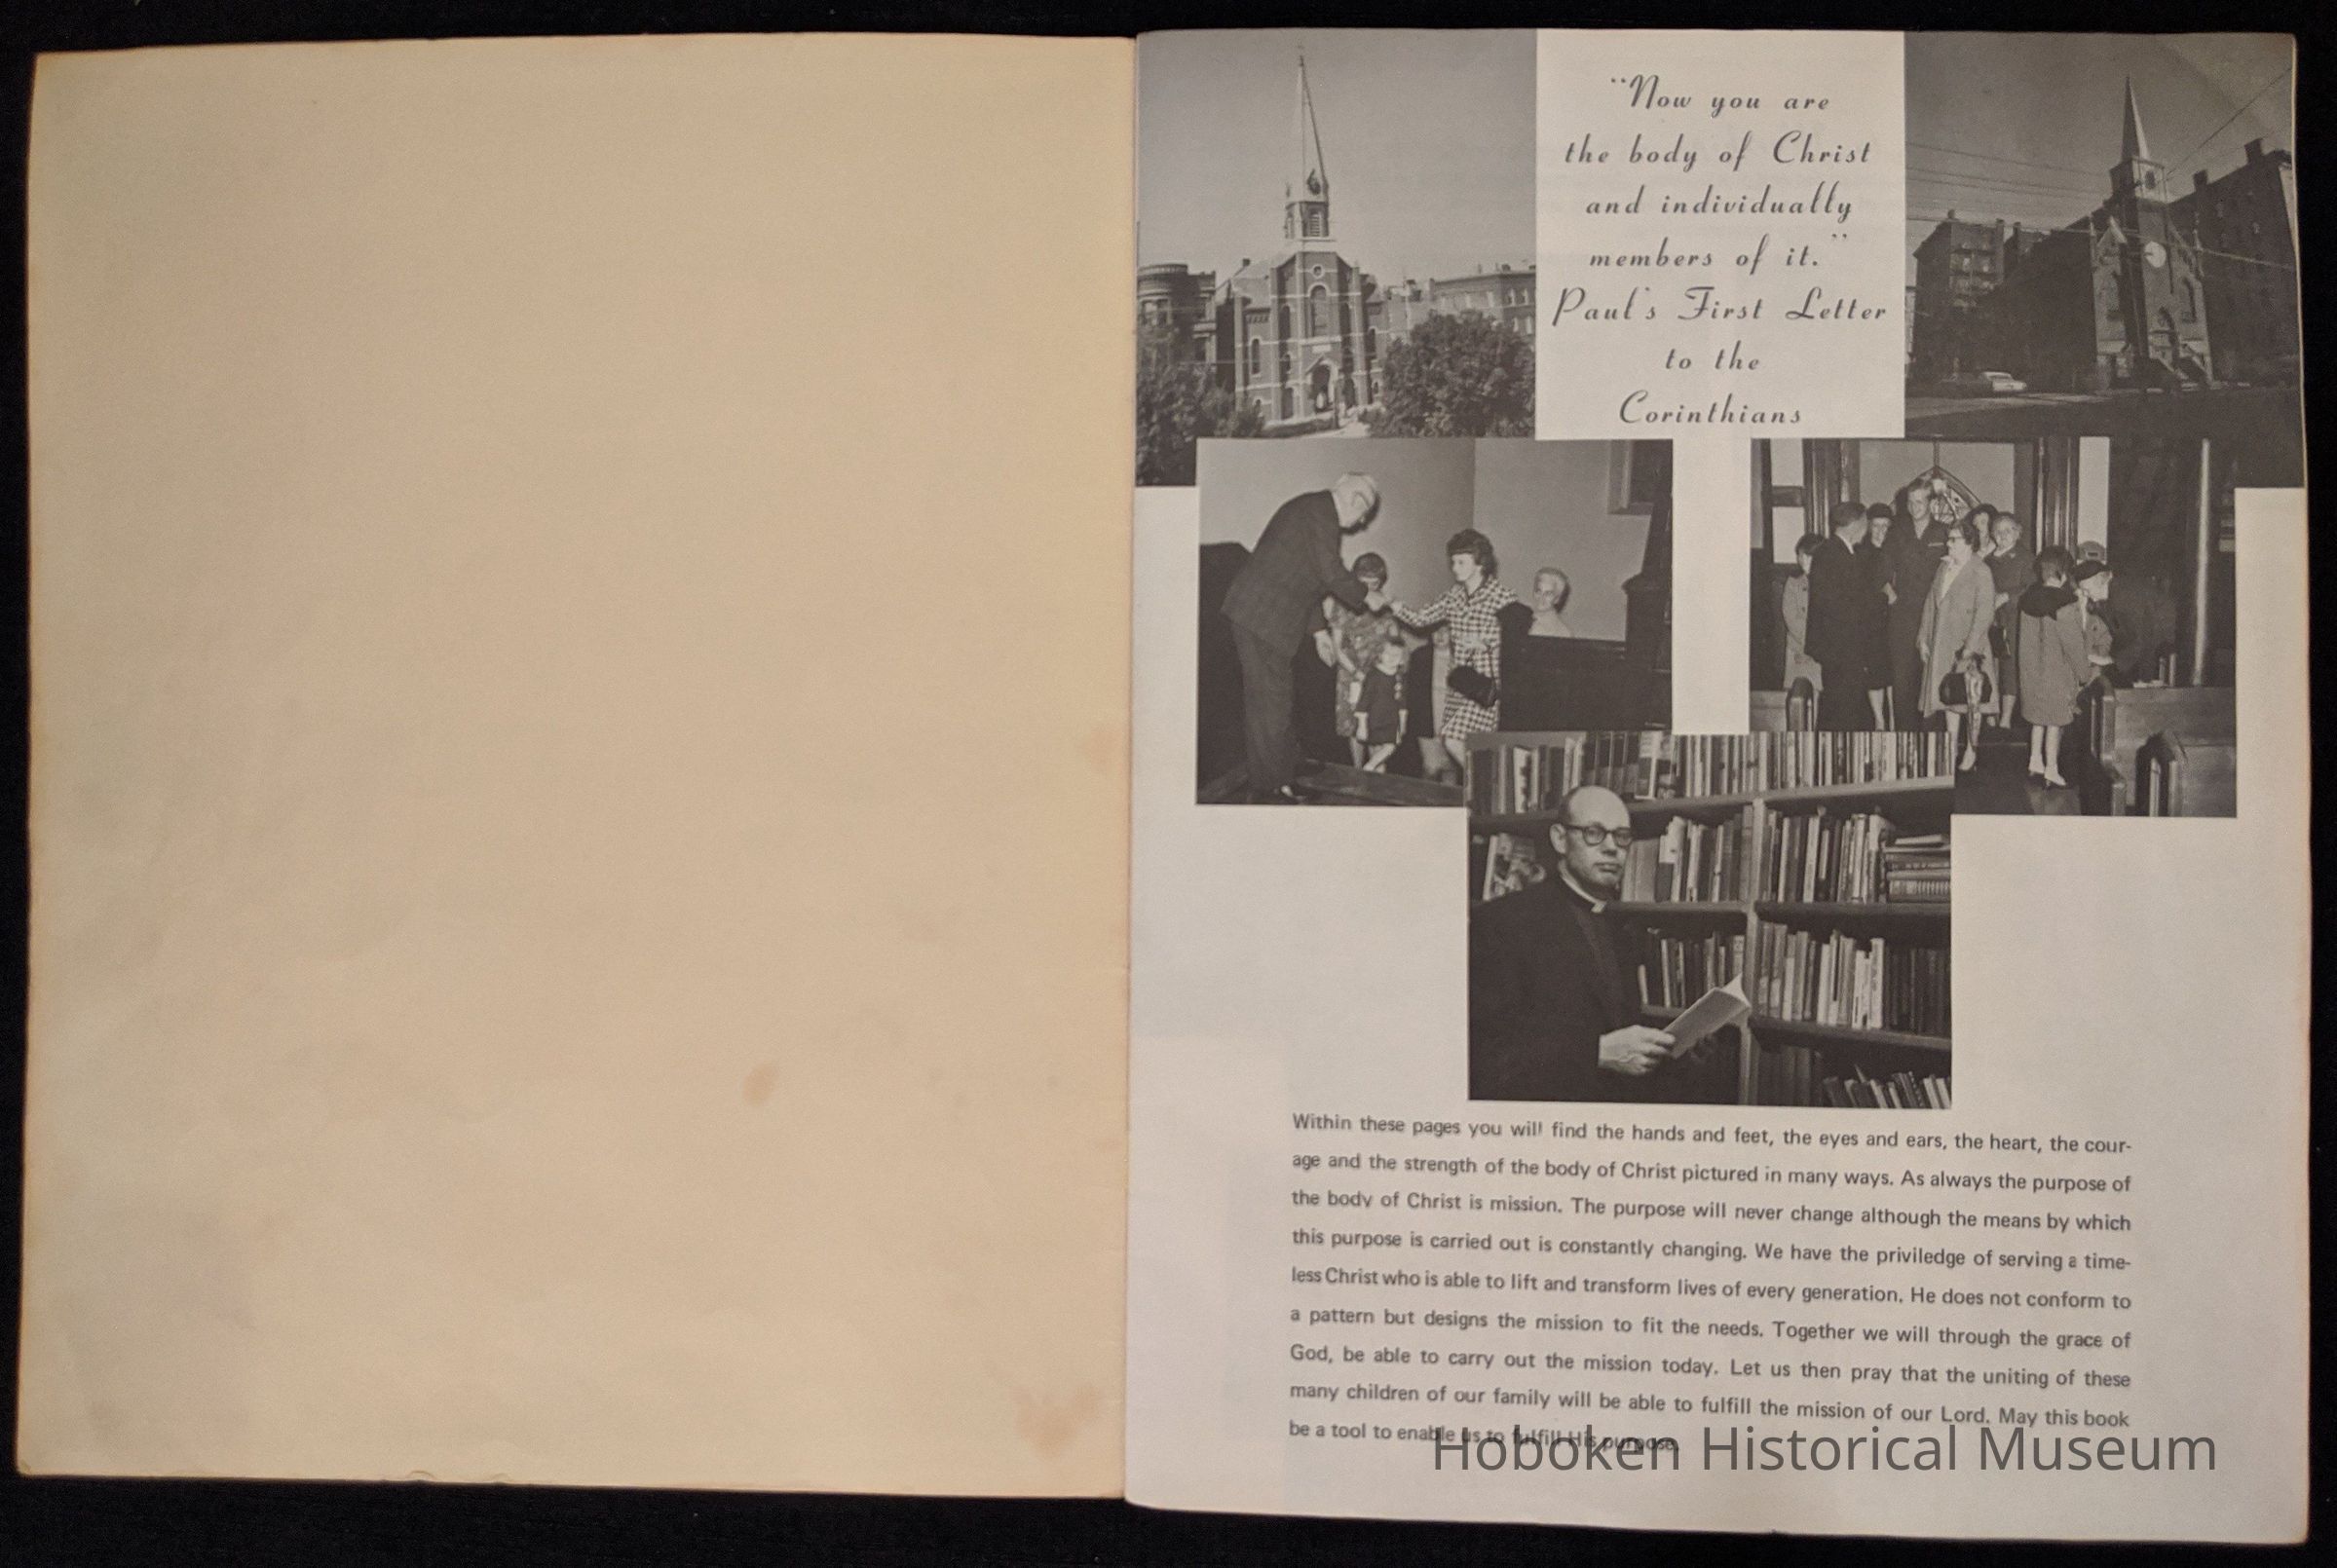 "Now you are
the body of Christ
and individually
members of it."
Paul's First Letter
to the
Corinthians
Within these pages you will find the hands and feet, the eyes and ears, the heart, the cour-
age and the strength of the body of Christ pictured in many ways. As always the purpose of
the body of Christ is mission. The purpose will never change although the means by which
this purpose is carried out is constantly changing. We have the priviledge of serving a time-
less Christ who is able to lift and transform lives of every generation. He does not conform to
a pattern but designs the mission to fit the needs. Together we will through the grace of
God, be able to carry out the mission today. Let us then pray that the uniting of these
many children of our family will be able to fulfill the mission of our Lord. May this book
be a tool to enable us to fulfill His purpose.
Hoboken Historical Museum